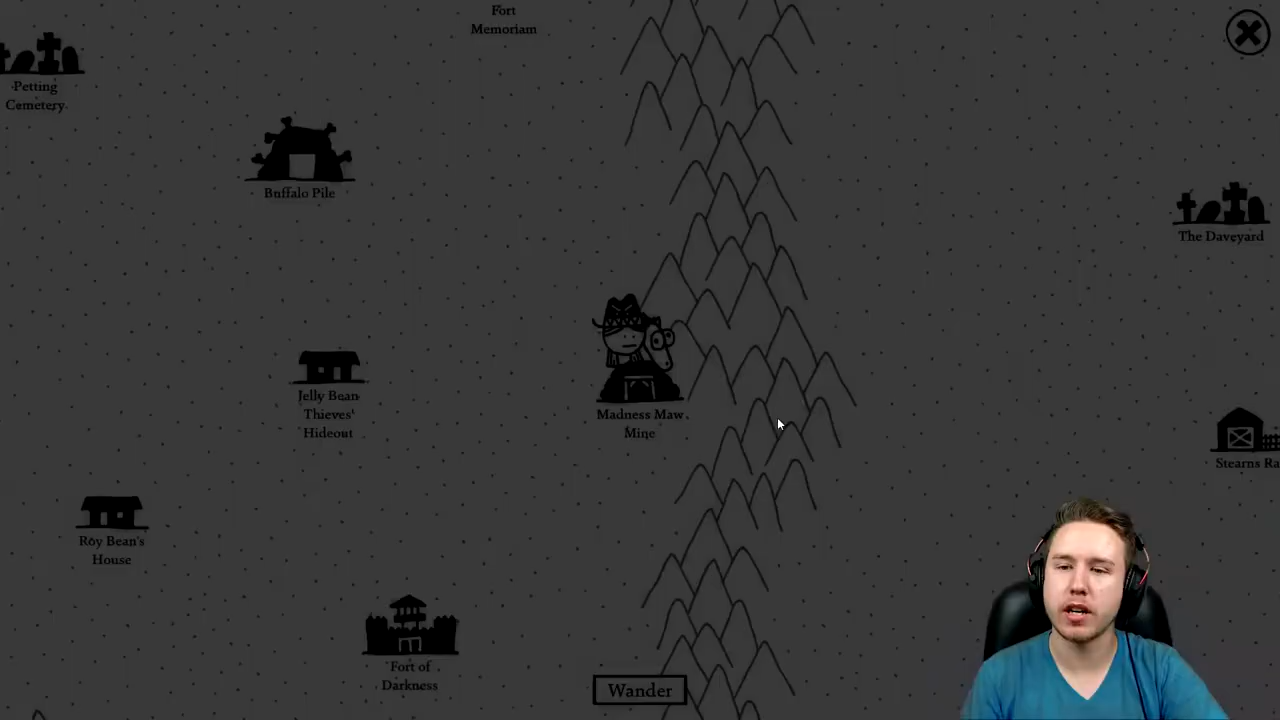 Fort
Memoriam
Petting
Cemetery
Buffalo Pile
The Daveyard
Jelly Bean
Thieves'
Hideout
Madness Maw
Mine
Stearns Ra
Roy Bean's
House
Fort of
Darkness
Wander